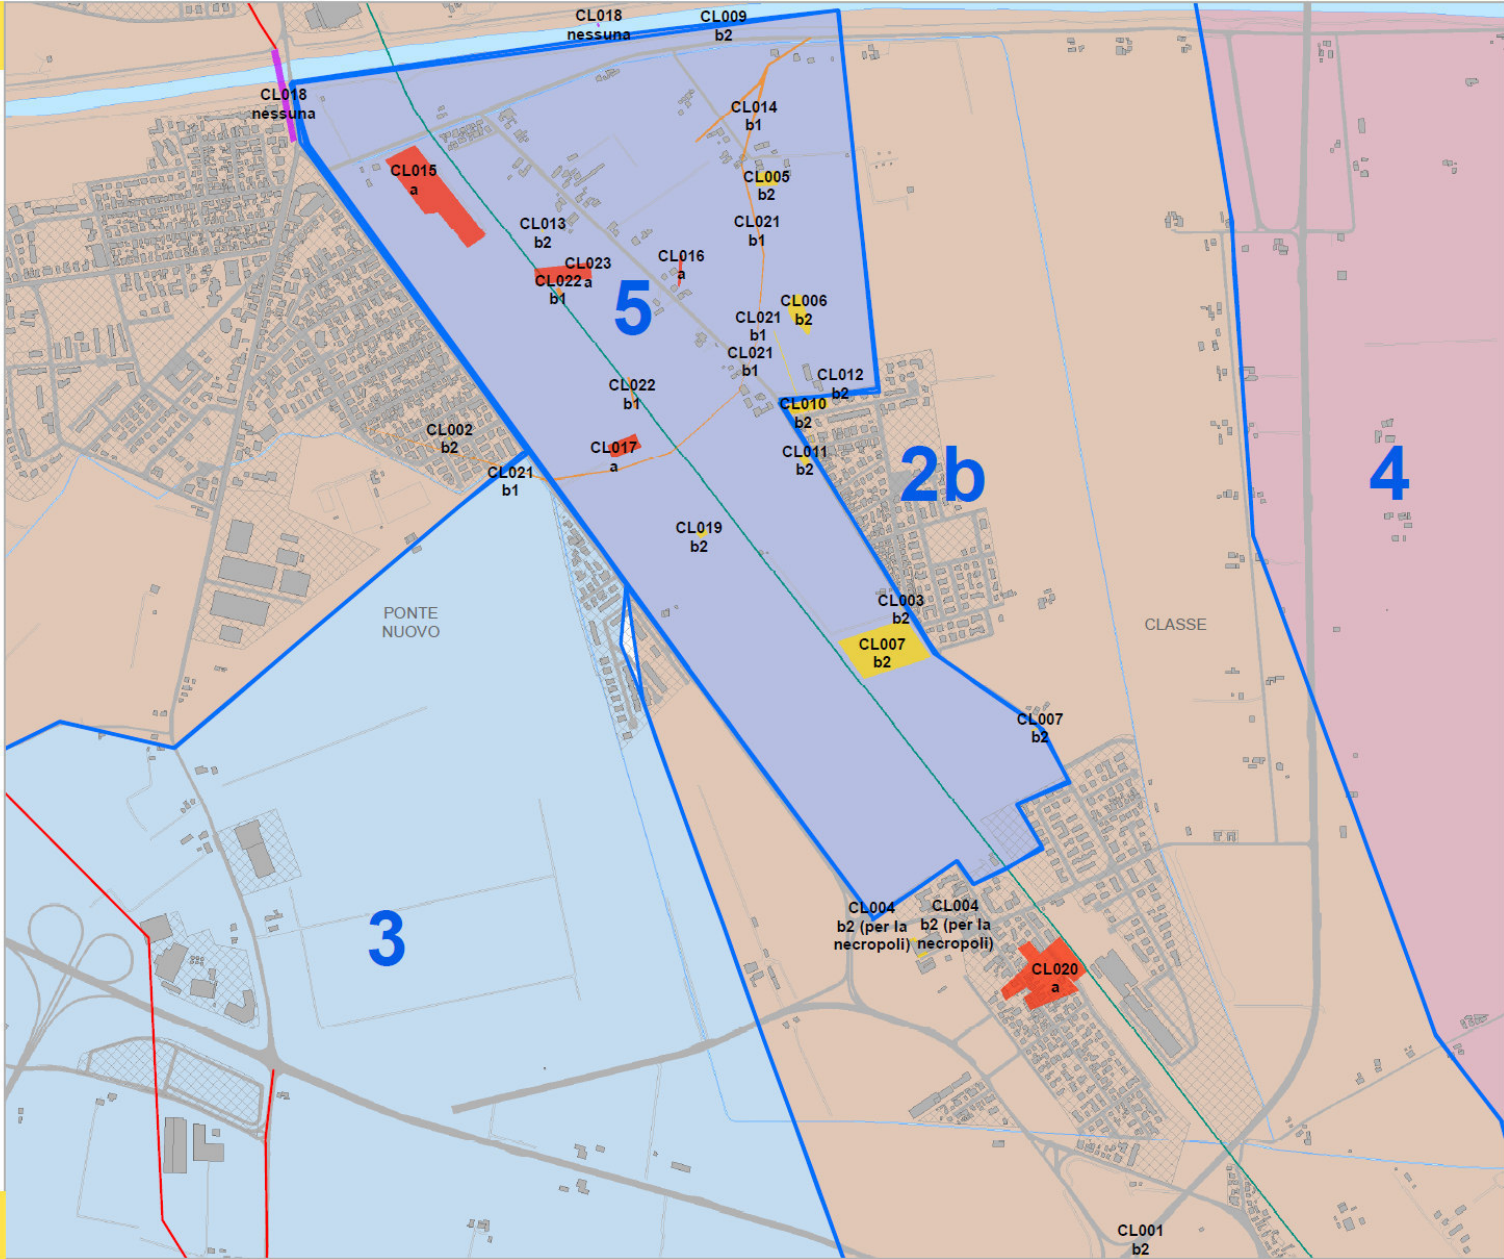 CL018
nessuna
CL009
b2
CL018
nessuna
CL014
b1
CL015
a
CL005
b2
CL013
b2
CL021
b1
CL023
a
CL016
a
CL022
b1
5
CL006
b2
CL021
b1
CL021
b1
CL012
b2
CL022
b1
CL010
b2
CL002
b2
CL017
a
CL011
b2
2b
4
CL021
b1
CL019
b2
CL003
b2
PONTE
NUOVO
CLASSE
CL007
b2
CL007
b2
3
CL004
b2 (per la
necropoli)
CL004
b2 (per la
necropoli)
CL020
a
CL001
b2